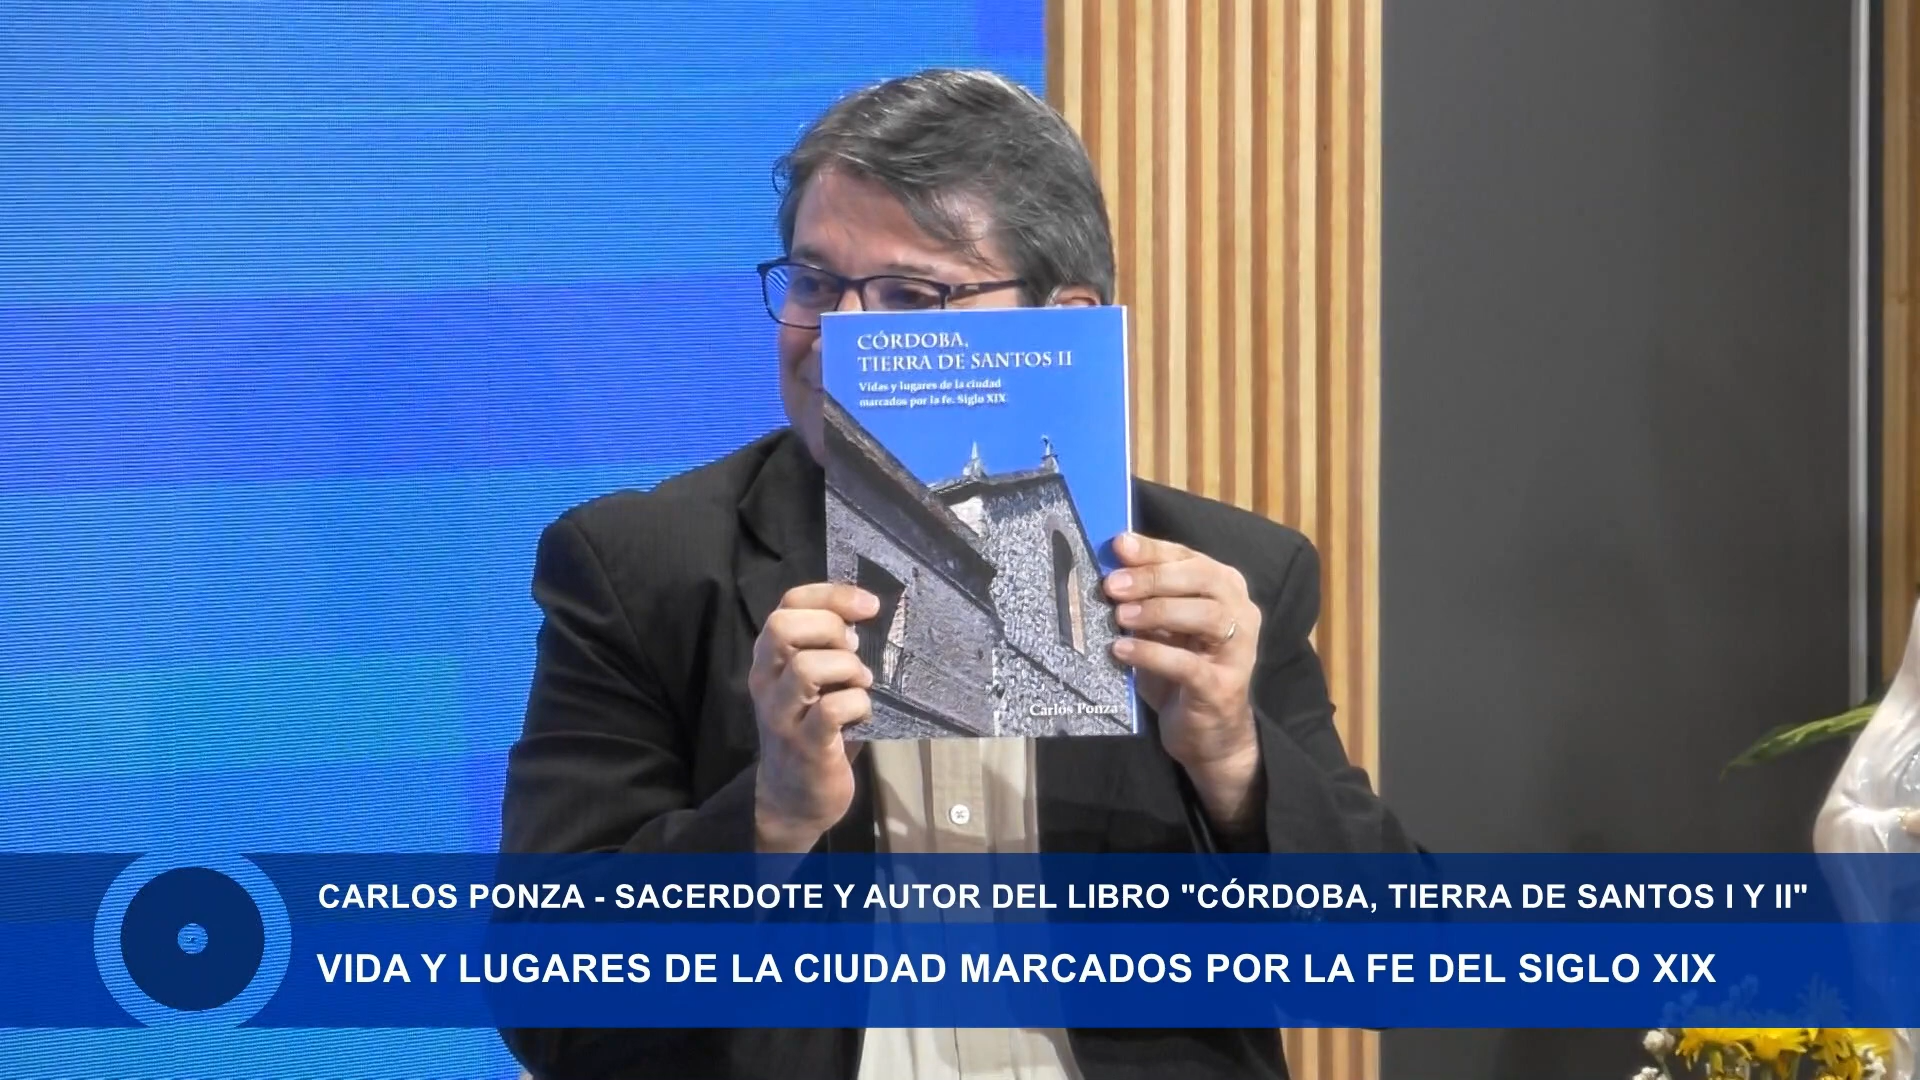 CÓRDOBA,
TIERRA DE SANTOS II
Vidas y lugares de la ciudad
marcados por la fe. Siglo XIX
Carlos Ponza
CARLOS PONZA - SACERDOTE Y AUTOR DEL LIBRO "CÓRDOBA, TIERRA DE SANTOS I Y II"
VIDA Y LUGARES DE LA CIUDAD MARCADOS POR LA FE DEL SIGLO XIX